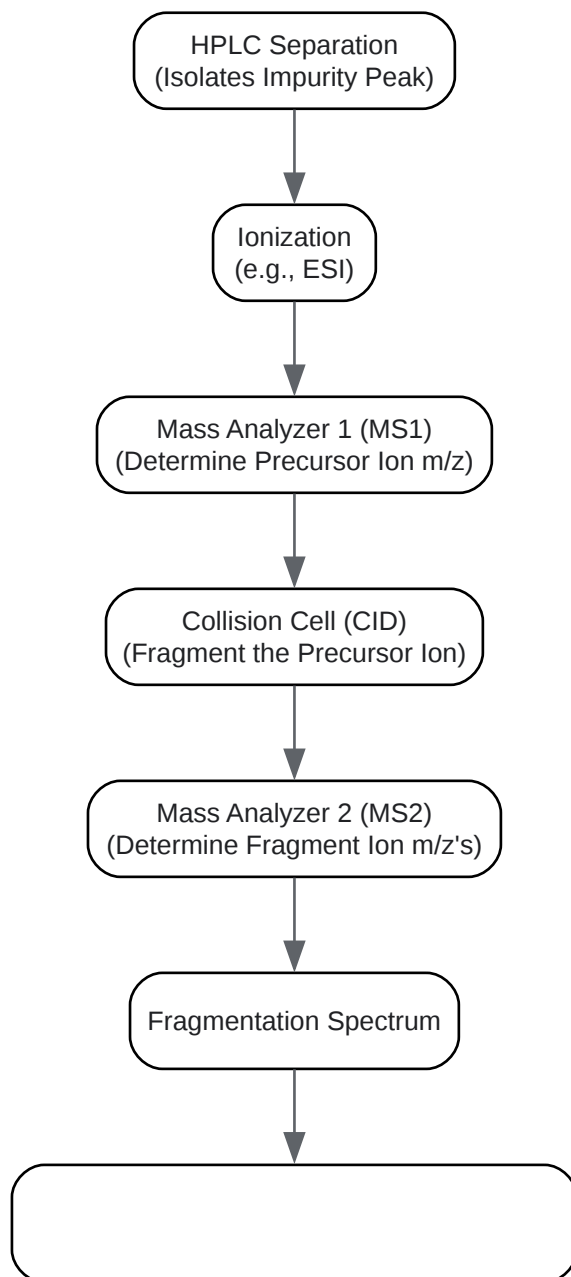 HPLC Separation
(Isolates Impurity Peak)
Ionization
(e.g., ESI)
Mass Analyzer 1 (MS1)
(Determine Precursor Ion m/z)
Collision Cell (CID)
(Fragment the Precursor Ion)
Mass Analyzer 2 (MS2)
(Determine Fragment Ion m/z's)
Fragmentation Spectrum